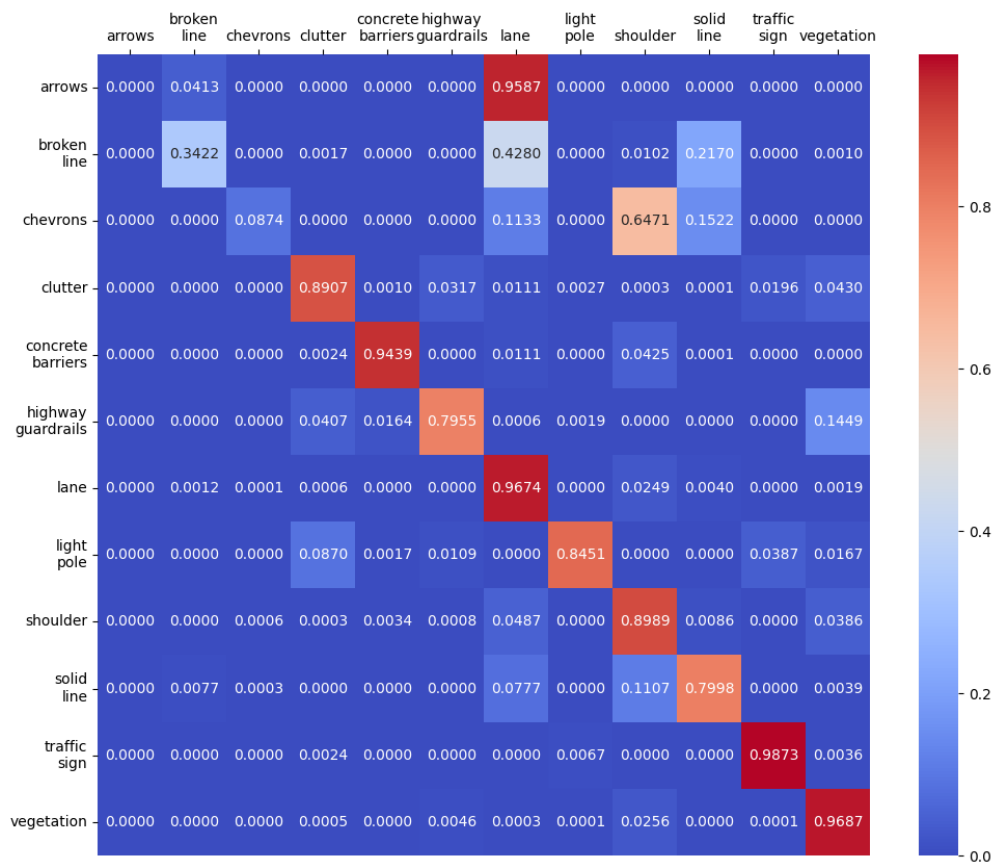 broken concrete highway light solid traffic
arrows line chevrons clutter barriers guardrails lane pole shoulder line sign vegetation
arrows 0.0000 0.0413 0.0000 0.0000 0.0000 0.0000 0.9587 0.0000 0.0000 0.0000 0.0000 0.0000
broken
line 0.0000 0.3422 0.0000 0.0017 0.0000 0.0000 0.4280 0.0000 0.0102 0.2170 0.0000 0.0010
chevrons 0.0000 0.0000 0.0874 0.0000 0.0000 0.0000 0.1133 0.0000 0.6471 0.1522 0.0000 0.0000
0.8
clutter 0.0000 0.0000 0.0000 0.8907 0.0010 0.0317 0.0111 0.0027 0.0003 0.0001 0.0196 0.0430
concrete
barriers 0.0000 0.0000 0.0000 0.0024 0.9439 0.0000 0.0111 0.0000 0.0425 0.0001 0.0000 0.0000
0.6
highway
guardrails 0.0000 0.0000 0.0000 0.0407 0.0164 0.7955 0.0006 0.0019 0.0000 0.0000 0.0000 0.1449
lane 0.0000 0.0012 0.0001 0.0006 0.0000 0.0000 0.9674 0.0000 0.0249 0.0040 0.0000 0.0019
0.4
light
pole 0.0000 0.0000 0.0000 0.0870 0.0017 0.0109 0.0000 0.8451 0.0000 0.0000 0.0387 0.0167
shoulder 0.0000 0.0000 0.0006 0.0003 0.0034 0.0008 0.0487 0.0000 0.8989 0.0086 0.0000 0.0386
solid
line 0.0000 0.0077 0.0003 0.0000 0.0000 0.0000 0.0777 0.0000 0.1107 0.7998 0.0000 0.0039
0.2
traffic
sign 0.0000 0.0000 0.0000 0.0024 0.0000 0.0000 0.0000 0.0067 0.0000 0.0000 0.9873 0.0036
vegetation 0.0000 0.0000 0.0000 0.0005 0.0000 0.0046 0.0003 0.0001 0.0256 0.0000 0.0001 0.9687
0.0